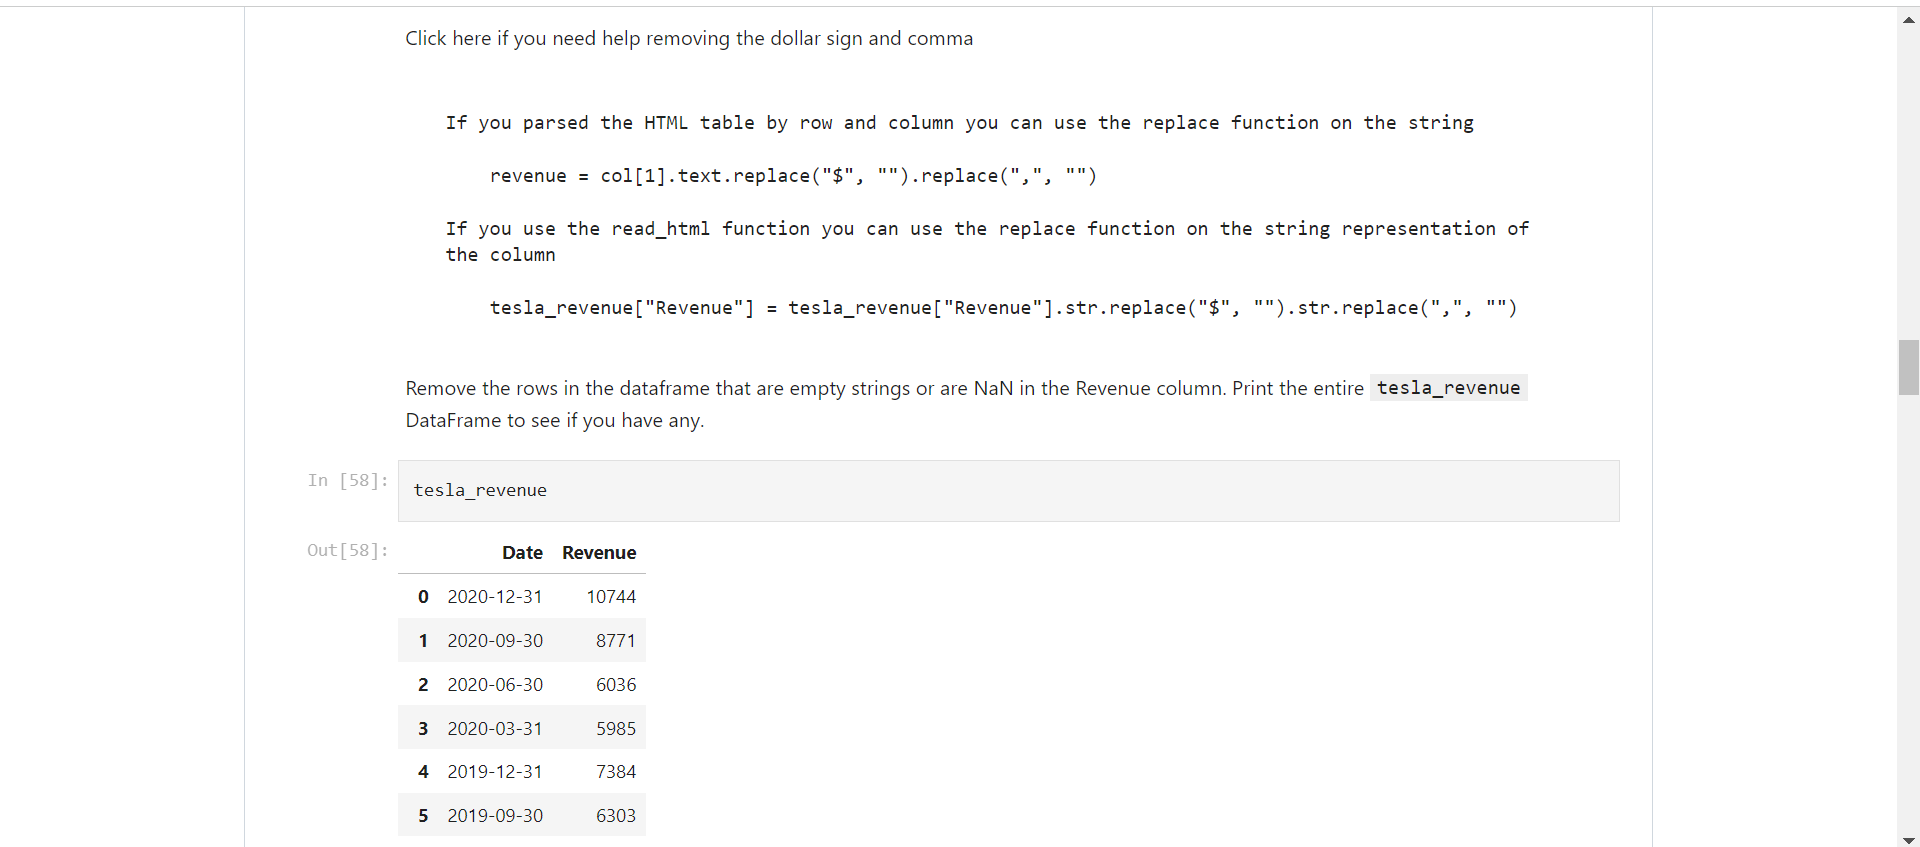 Click here if you need help removing the dollar sign and comma
If you parsed the HTML table by row and column you can use the replace function on the string
revenue = col[1].text.replace("$", "").replace(",", "")
If you use the read_html function you can use the replace function on the string representation of
the column
tesla_revenue["Revenue"] = tesla_revenue["Revenue"].str.replace("$", "").str.replace(",", "")
Remove the rows in the dataframe that are empty strings or are NaN in the Revenue column. Print the entire tesla_revenue
DataFrame to see if you have any.
In [58]: tesla_revenue
Out[58]: Date Revenue
0 2020-12-31 10744
1 2020-09-30 8771
2 2020-06-30 6036
3 2020-03-31 5985
4 2019-12-31 7384
5 2019-09-30 6303